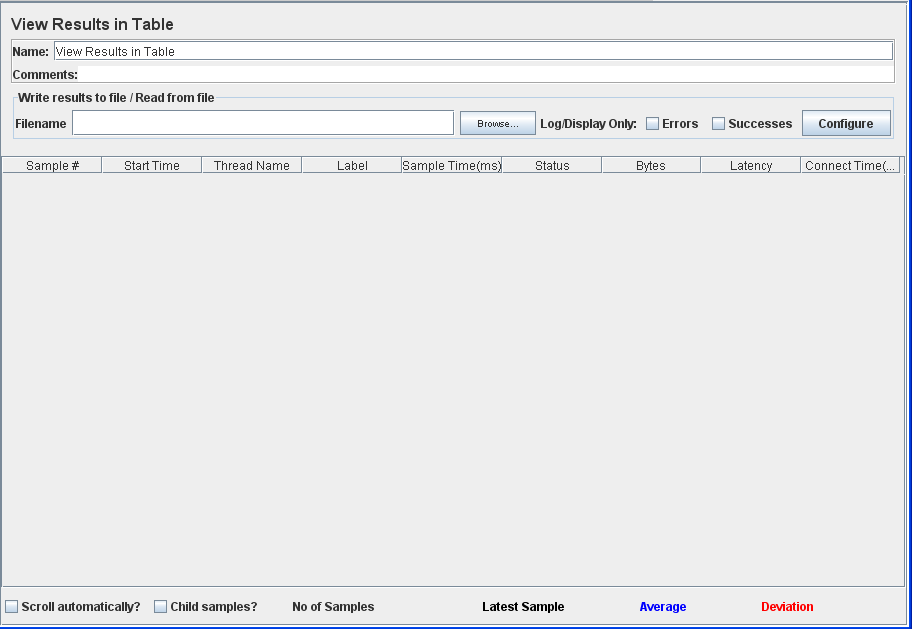 View Results in Table
Name: View Results in Table
Comments:
Write results to file / Read from file
Filename Browse... Log/Display Only: Errors Successes Configure
Sample # Start Time Thread Name Label Sample Time(ms) Status Bytes Latency Connect Time(...
Scroll automatically? Child samples? No of Samples Latest Sample Average Deviation